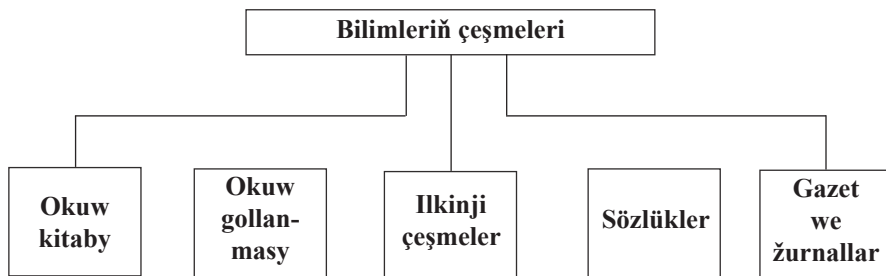 Bilimleriň çeşmeleri
Okuw
kitaby
Okuw
gollan-
masy
Ilkinji
çeşmeler
Sözlükler
Gazet
we
žurnallar